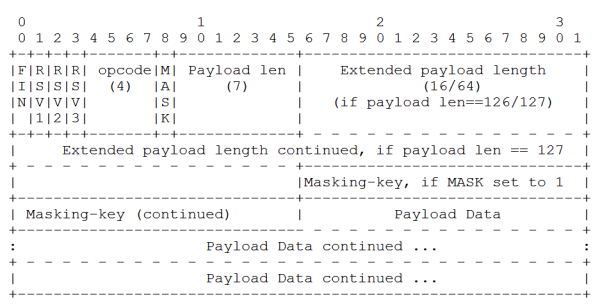 0                   1                   2                   3
 0 1 2 3 4 5 6 7 8 9 0 1 2 3 4 5 6 7 8 9 0 1 2 3 4 5 6 7 8 9 0 1
+-+-+-+-+-------+-+-------------+-------------------------------+
|F|R|R|R| opcode|M| Payload len |    Extended payload length    |
|I|S|S|S|  (4)  |A|     (7)     |             (16/64)           |
|N|V|V|V|       |S|             |   (if payload len==126/127)   |
| |1|2|3|       |K|             |                               |
+-+-+-+-+-------+-+-------------+ - - - - - - - - - - - - - - - +
|     Extended payload length continued, if payload len == 127  |
+ - - - - - - - - - - - - - - - +-------------------------------+
|                               |Masking-key, if MASK set to 1  |
+-------------------------------+-------------------------------+
| Masking-key (continued)       |          Payload Data         |
+-------------------------------- - - - - - - - - - - - - - - - +
:                     Payload Data continued ...                :
+ - - - - - - - - - - - - - - - - - - - - - - - - - - - - - - - +
|                     Payload Data continued ...                |
+---------------------------------------------------------------+